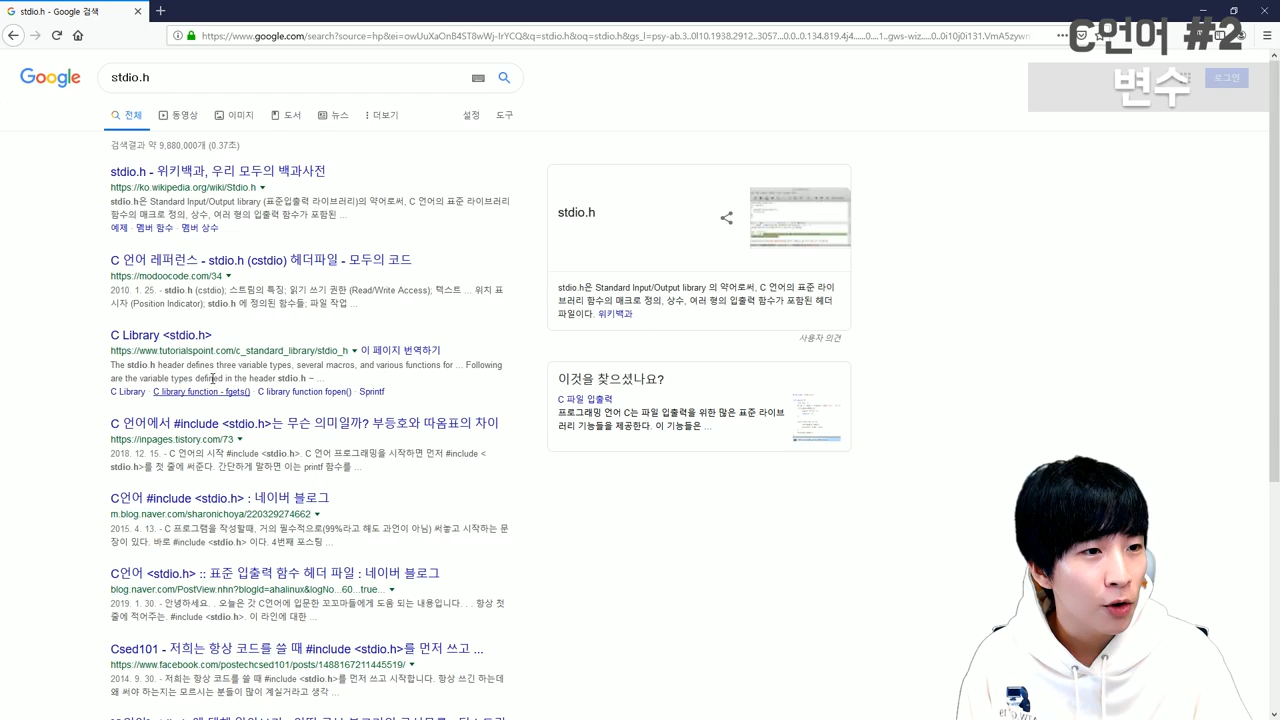 stdio.h - Google 검색
https://www.google.com/search?source=hp&ei=
C언어 #2
변수
Google
stdio.h
로그인
전체 동영상 이미지 도서 뉴스 더보기 설정 도구
검색결과 약 9,880,000개 (0.37초)
stdio.h - 위키백과, 우리 모두의 백과사전
https://ko.wikipedia.org/wiki/Stdio.h
stdio.h은 Standard Input/Output library (표준입출력 라이브러리)의 약어로써, C 언어의 표준 라이브러리
함수의 매크로 정의, 상수, 여러 형의 입출력 함수가 포함된 ...
예제 · 멤버 함수 · 멤버 상수
C 언어 레퍼런스 - stdio.h (cstdio) 헤더파일 - 모두의 코드
https://modoocode.com/34
2010. 1. 25. - stdio.h (cstdio); 스트림의 특징; 읽기 쓰기 권한 (Read/Write Access); 텍스트 ... 위치 표
시자 (Position Indicator); stdio.h 에 정의된 함수들; 파일 작업 ...
C Library <stdio.h>
https://www.tutorialspoint.com/c_standard_library/stdio_h 이 페이지 번역하기
The stdio.h header defines three variable types, several macros, and various functions for ... Following
are the variable types defined in the header stdio.h − ...
C Library · C library function - fgets() · C library function fopen() · Sprintf
C 언어에서 #include <stdio.h>는 무슨 의미일까? 부등호와 따옴표의 차이
https://inpages.tistory.com/73
2017. 12. 15. - C 언어의 시작 #include <stdio.h>. C 언어 프로그래밍을 시작하면 먼저 #include <
stdio.h>를 첫 줄에 써준다. 간단하게 말하면 이는 printf 함수를 ...
C언어 #include <stdio.h> : 네이버 블로그
m.blog.naver.com/sharonichoya/220329274662
2015. 4. 13. - C 프로그램을 작성할때, 거의 필수적으로(99%라고 해도 과언이 아님) 써놓고 시작하는 문
장이 있다. 바로 #include <stdio.h> 이다. 4번째 포스팅 ...
C언어 <stdio.h> :: 표준 입출력 함수 헤더 파일 : 네이버 블로그
blog.naver.com/PostView.nhn?blogId=ahalinux&logNo...60...true...
2019. 1. 30. - 안녕하세요. . 오늘은 갓 C언어에 입문한 꼬꼬마들에게 도움 되는 내용입니다. . . 항상 첫
줄에 적어주는. #include <stdio.h>. 이 라인에 대한 ...
Csed101 - 저희는 항상 코드를 쓸 때 #include <stdio.h>를 먼저 쓰고 ...
https://www.facebook.com/postechcsed101/posts/1488167211445519/
2014. 9. 30. - 저희는 항상 코드를 쓸 때 #include <stdio.h>를 먼저 쓰고 시작합니다. 항상 쓰긴 하는데
왜 써야 하는지는 모르시는 분들이 많이 계실거라고 생각 ...
stdio.h
stdio.h은 Standard Input/Output library 의 약어로써, C 언어의 표준 라이
브러리 함수의 매크로 정의, 상수, 여러 형의 입출력 함수가 포함된 헤더
파일이다. 위키백과
사용자 의견
이것을 찾으셨나요?
C 파일 입출력
프로그래밍 언어 C는 파일 입출력을 위한 많은 표준 라이브
러리 기능들을 제공한다. 이 기능들은 ...